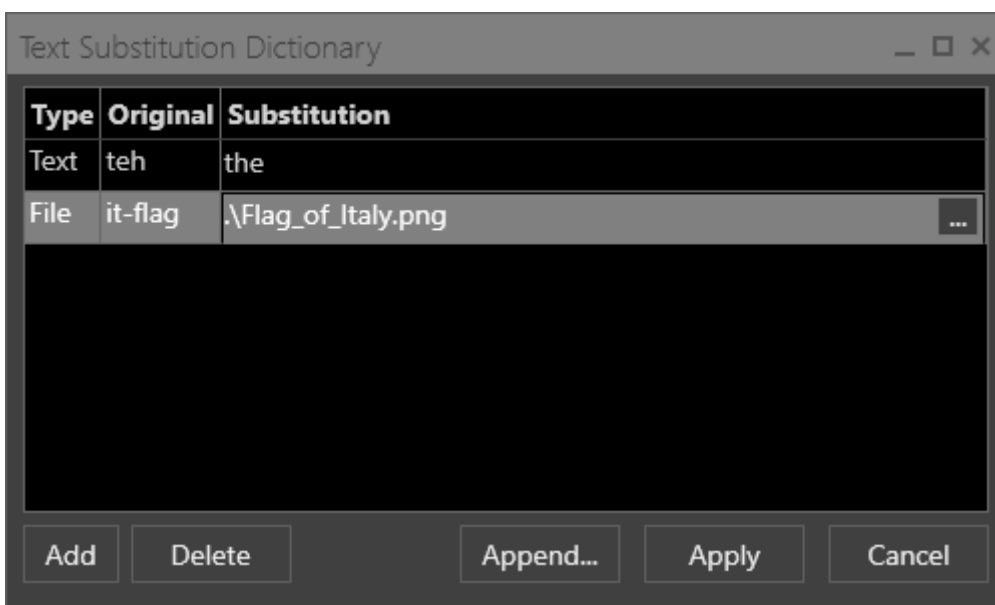 Text Substitution Dictionary
Type Original Substitution
Text teh the
File it-flag .\Flag_of_Italy.png ...
Add Delete Append... Apply Cancel